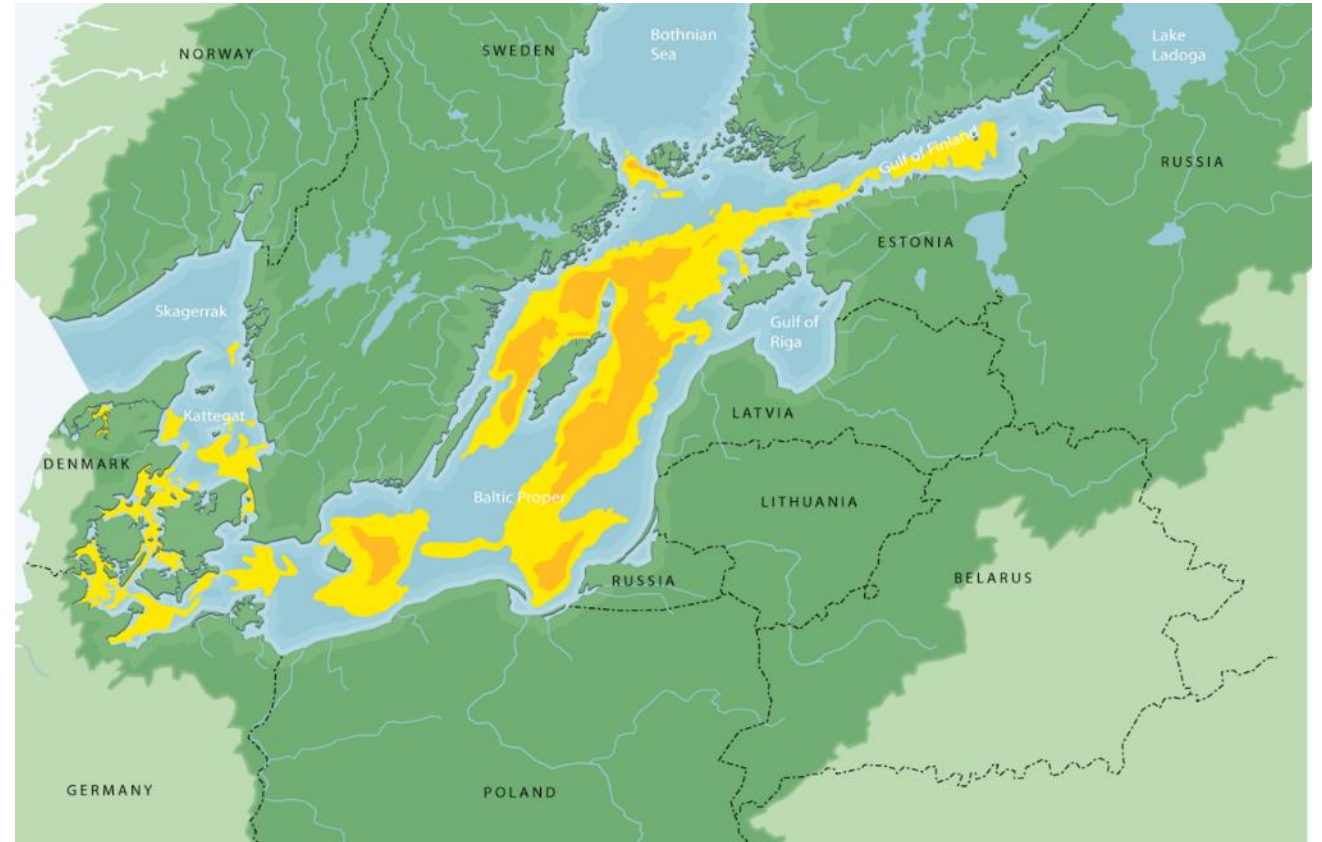 Bothnian
Sea
Lake
Ladoga
NORWAY
SWEDEN
Gulf of Finland
RUSSIA
ESTONIA
Skagerrak
Gulf of
Riga
Kattegat
LATVIA
DENMARK
Baltic Proper
LITHUANIA
RUSSIA
BELARUS
GERMANY
POLAND